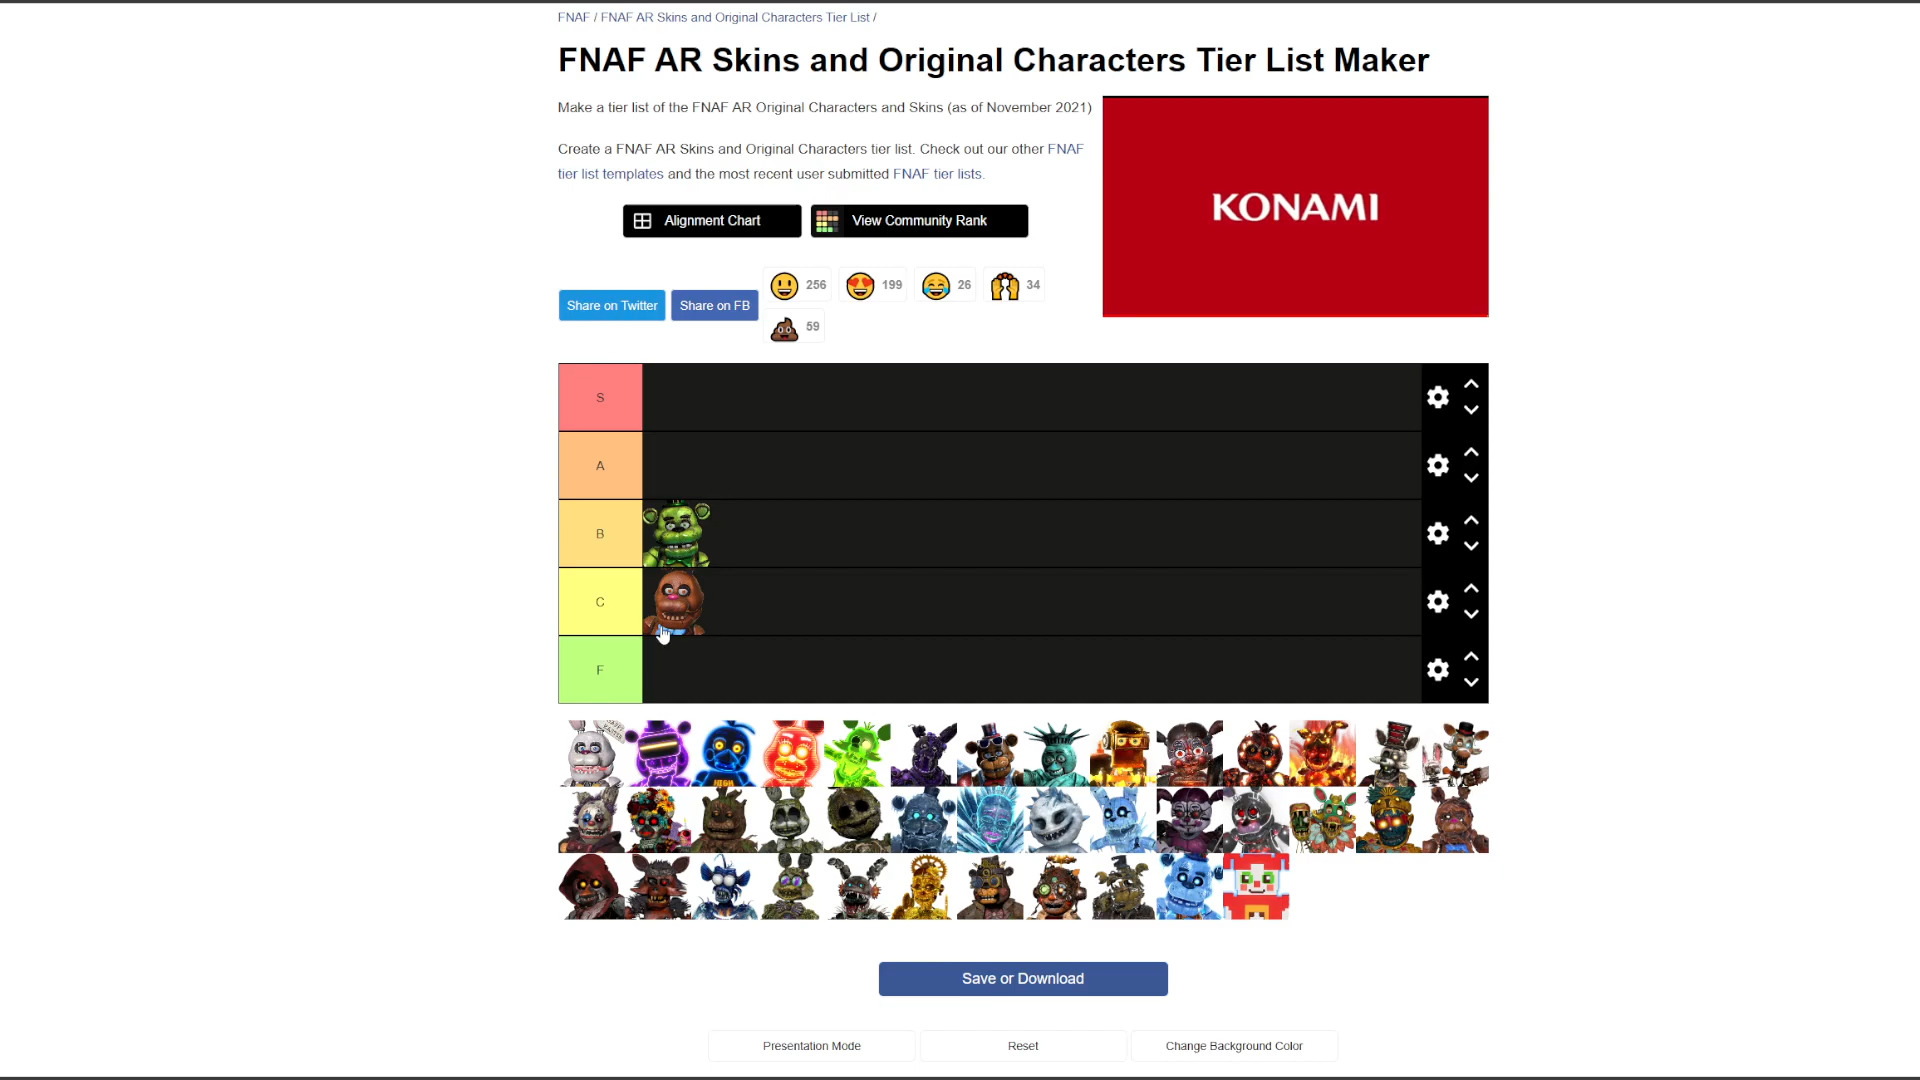 FNAF / FNAF AR Skins and Original Characters Tier List /
FNAF AR Skins and Original Characters Tier List Maker
Make a tier list of the FNAF AR Original Characters and Skins (as of November 2021)
Create a FNAF AR Skins and Original Characters tier list. Check out our other FNAF
tier list templates and the most recent user submitted FNAF tier lists.
KONAMI
Alignment Chart
View Community Rank
Share on Twitter
Share on FB
256
199
26
34
59
S
A
B
C
F
HIGH
Save or Download
Presentation Mode
Reset
Change Background Color